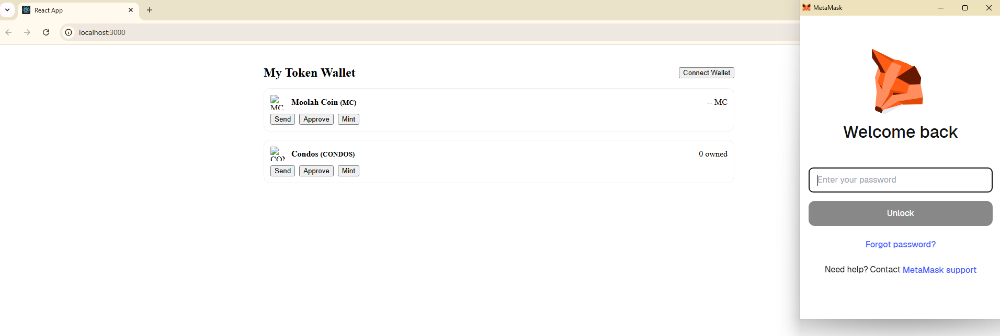 React App
localhost:3000
My Token Wallet
Connect Wallet
MC
Moolah Coin (MC)
-- MC
Send Approve Mint
CON
Condos (CONDOS)
0 owned
Send Approve Mint
MetaMask
Welcome back
Enter your password
Unlock
Forgot password?
Need help? Contact MetaMask support